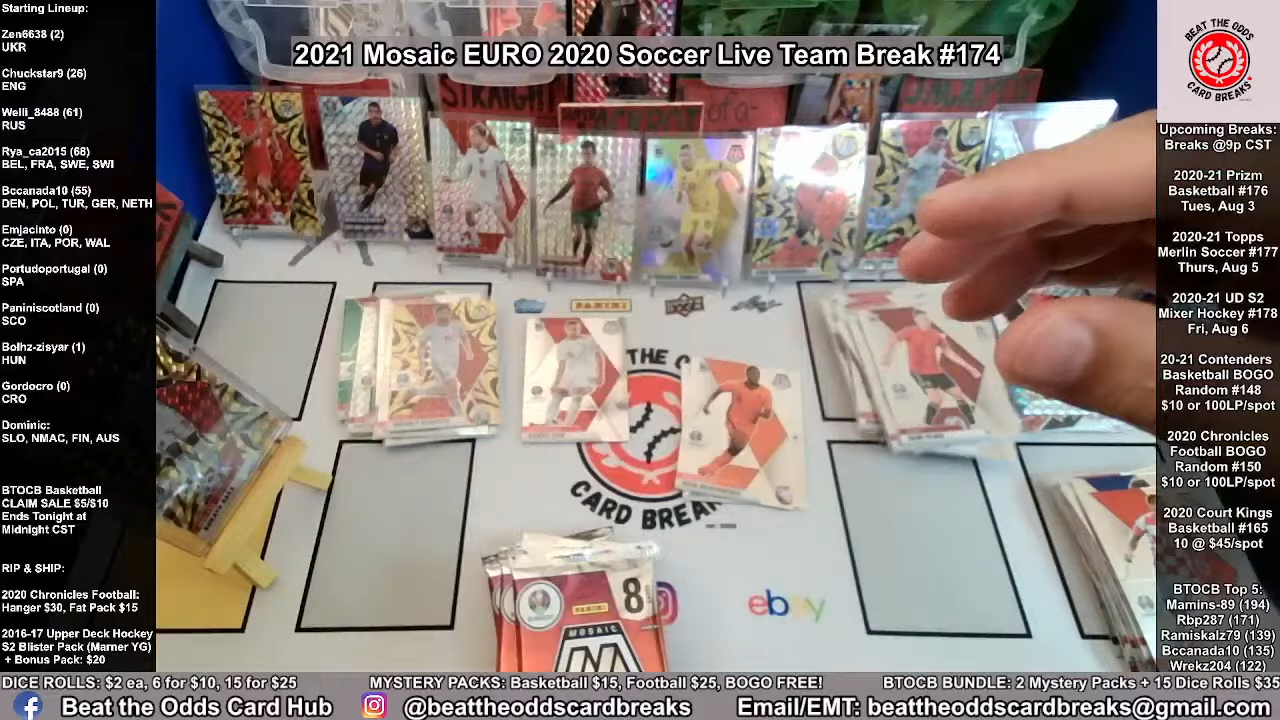 Starting Lineup:
Zen6638 (2)
UKR
Chuckstar9 (26)
ENG
Welli_8488 (61)
RUS
Rya_ca2015 (68)
BEL, FRA, SWE, SWI
Bccanada10 (55)
DEN, POL, TUR, GER, NETH
Emjacinto (0)
CZE, ITA, POR, WAL
Portudoportugal (0)
SPA
Paniniscotland (0)
SCO
Bolhz-zisyar (1)
HUN
Gordocro (0)
CRO
Dominic:
SLO, NMAC, FIN, AUS
BTOCB Basketball
CLAIM SALE $5/$10
Ends Tonight at
Midnight CST
RIP & $HIP:
2020 Chronicles Football:
Hanger $30, Fat Pack $15
2016-17 Upper Deck Hockey
S2 Blister Pack (Marner YG)
+ Bonus Pack: $20
2021 Mosaic EURO 2020 Soccer Live Team Break #174
STRAIGHT
of-a-
PANINI
THE
CARD BREA
8
PANINI
MOSAIC
ebay
BEAT THE ODDS
CARD BREAKS
Upcoming Breaks:
Breaks @9p CST
2020-21 Prizm
Basketball #176
Tues, Aug 3
2020-21 Topps
Merlin Soccer #177
Thurs, Aug 5
2020-21 UD S2
Mixer Hockey #178
Fri, Aug 6
20-21 Contenders
Basketball BOGO
Random #148
$10 or 100LP/spot
2020 Chronicles
Football BOGO
Random #150
$10 or 100LP/spot
2020 Court Kings
Basketball #165
10 @ $45/spot
BTOCB Top 5:
Mamins-89 (194)
Rbp287 (171)
Ramiskalz79 (139)
Bccanada10 (135)
Wrekz204 (122)
DICE ROLLS: $2 ea, 6 for $10, 15 for $25
MYSTERY PACKS: Basketball $15, Football $25, BOGO FREE!
BTOCB BUNDLE: 2 Mystery Packs + 15 Dice Rolls $35
Beat the Odds Card Hub
@beattheoddscardbreaks
Email/EMT: beattheoddscardbreaks@gmail.com